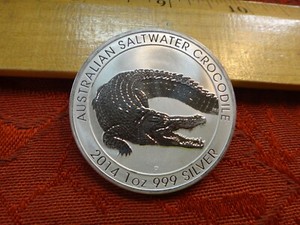 AUSTRALIAN SALTWATER CROCODILE
2014 1oz 999 SILVER